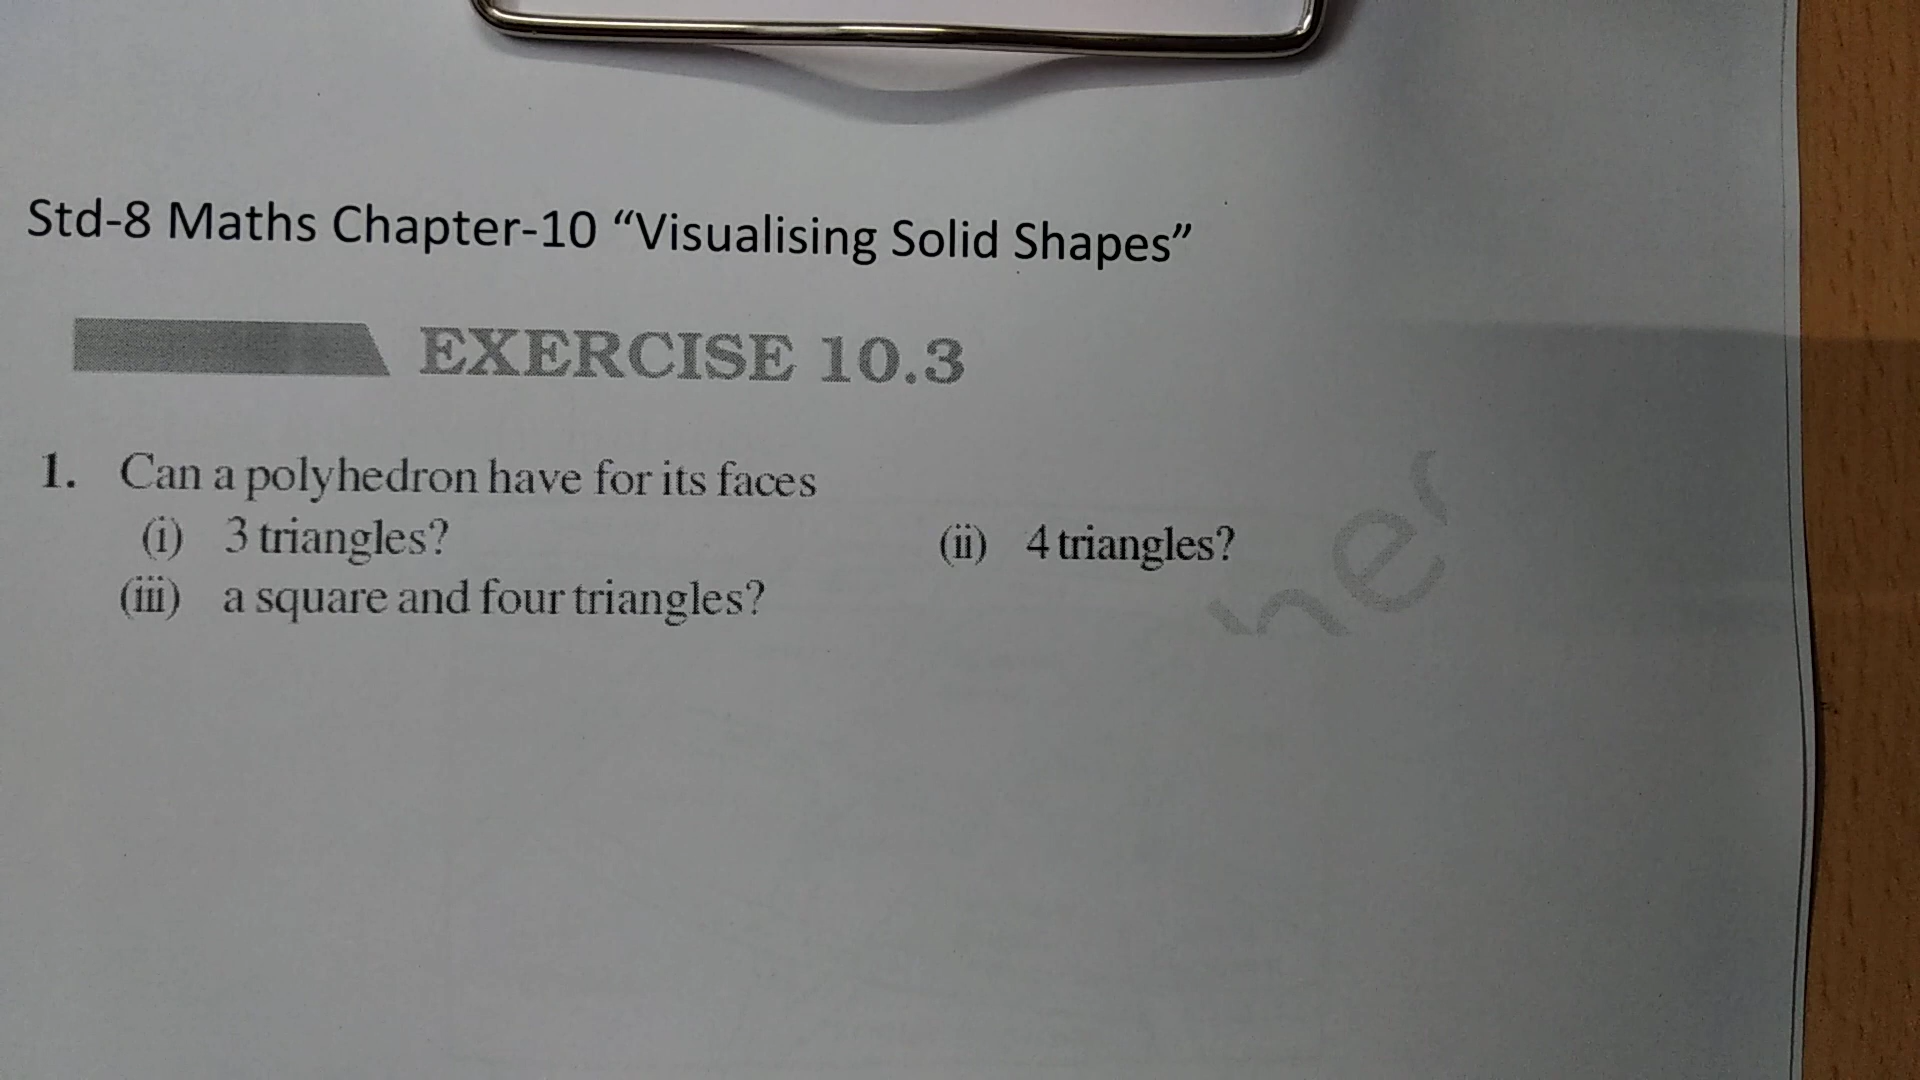 Std-8 Maths Chapter-10 “Visualising Solid Shapes”
EXERCISE 10.3
1. Can a polyhedron have for its faces
(i) 3 triangles? (ii) 4 triangles?
(iii) a square and four triangles?